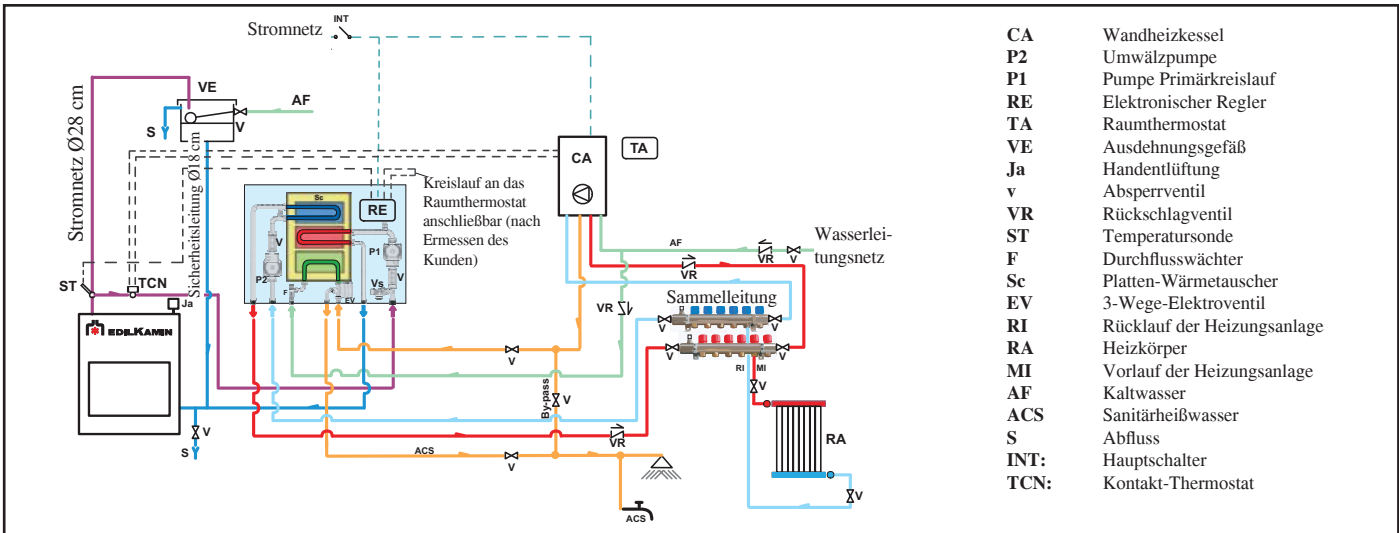 Stromnetz
INT
VE
AF
S
V
Stromnetz Ø28 cm
Sicherheitsleitung Ø18 cm
CA
TA
Sc
RE
Kreislauf an das
Raumthermostat
anschließbar (nach
Ermessen des
Kunden)
V
P1
P2
V
Vs
F
EV
ST
TCN
Ja
EDILKAMIN
AF
VR
V
Wasserlei-
tungsnetz
VR
VR
Sammelleitung
V
V
V
V
RI
MI
V
V
By-pass
V
VR
RA
V
S
ACS
V
V
ACS
CA Wandheizkessel
P2 Umwälzpumpe
P1 Pumpe Primärkreislauf
RE Elektronischer Regler
TA Raumthermostat
VE Ausdehnungsgefäß
Ja Handentlüftung
v Absperrventil
VR Rückschlagventil
ST Temperatursonde
F Durchflusswächter
Sc Platten-Wärmetauscher
EV 3-Wege-Elektroventil
RI Rücklauf der Heizungsanlage
RA Heizkörper
MI Vorlauf der Heizungsanlage
AF Kaltwasser
ACS Sanitärheißwasser
S Abfluss
INT: Hauptschalter
TCN: Kontakt-Thermostat